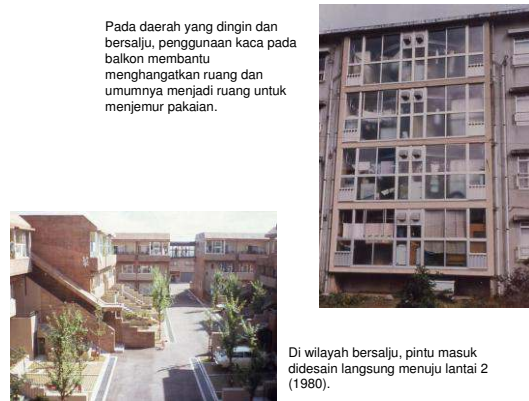 Pada daerah yang dingin dan
bersalju, penggunaan kaca pada
balkon membantu
menghangatkan ruang dan
umumnya menjadi ruang untuk
menjemur pakaian.
Di wilayah bersalju, pintu masuk
didesain langsung menuju lantai 2
(1980).